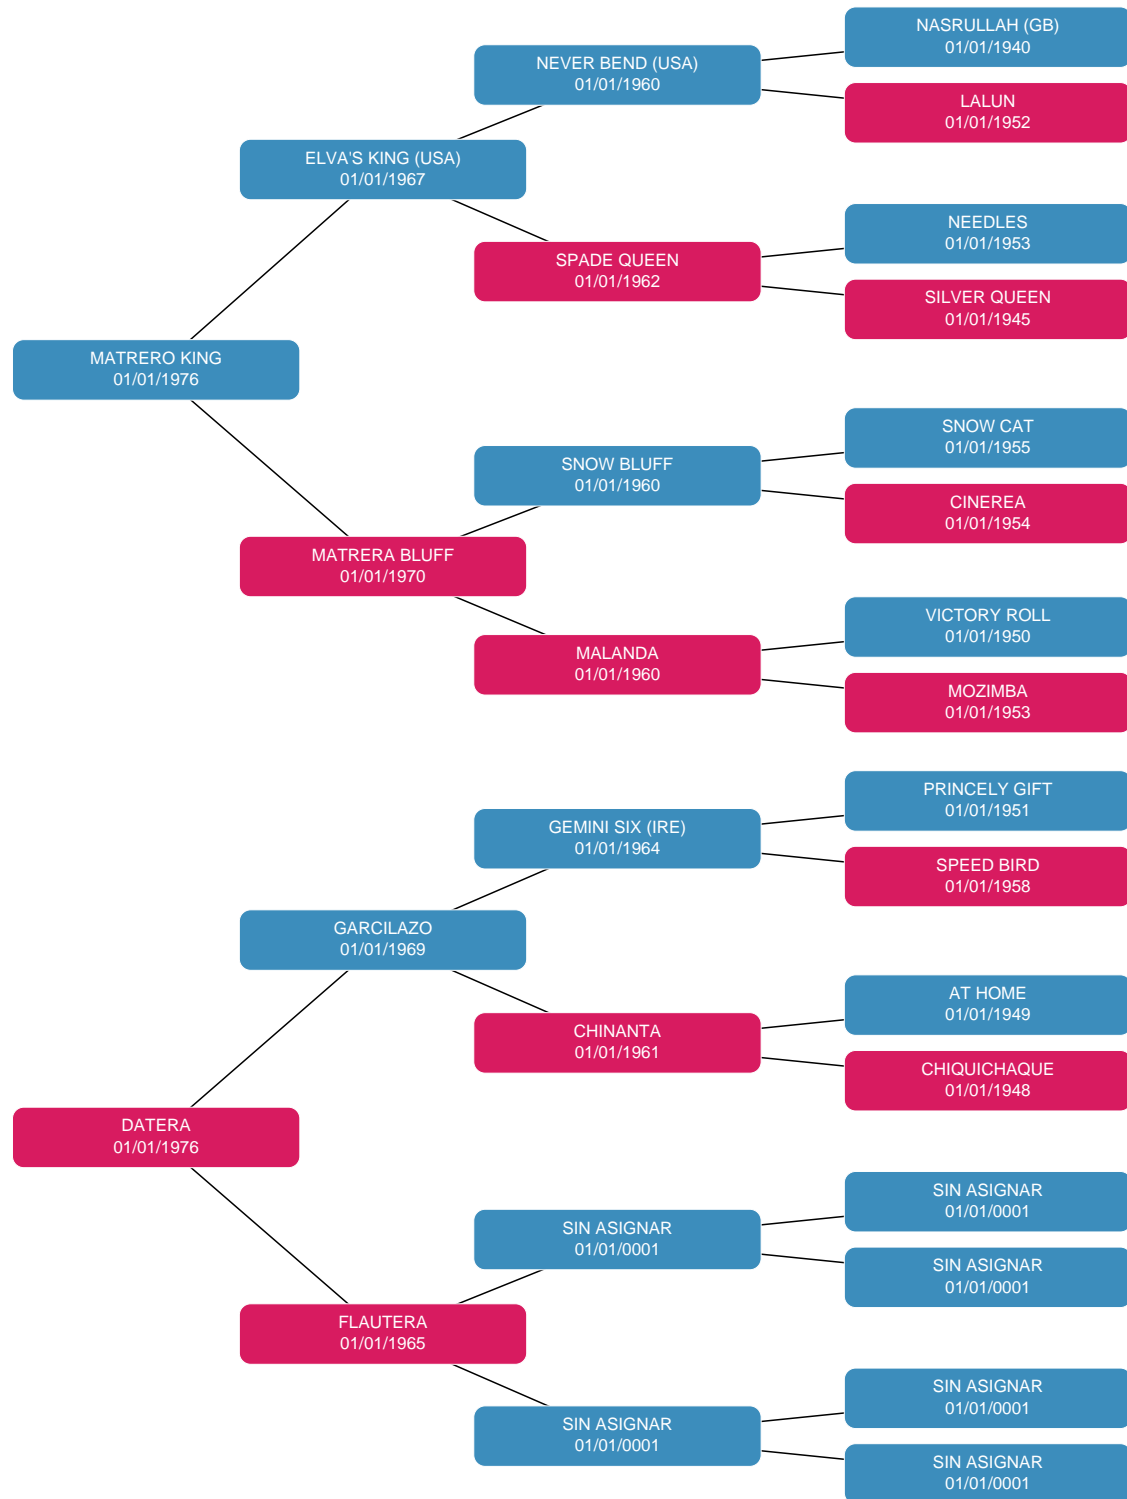 NASRULLAH (GB)
01/01/1940
NEVER BEND (USA)
01/01/1960
LALUN
01/01/1952
ELVA'S KING (USA)
01/01/1967
NEEDLES
01/01/1953
SPADE QUEEN
01/01/1962
SILVER QUEEN
01/01/1945
MATRERO KING
01/01/1976
SNOW CAT
01/01/1955
SNOW BLUFF
01/01/1960
CINEREA
01/01/1954
MATRERA BLUFF
01/01/1970
VICTORY ROLL
01/01/1950
MALANDA
01/01/1960
MOZIMBA
01/01/1953
PRINCELY GIFT
01/01/1951
GEMINI SIX (IRE)
01/01/1964
SPEED BIRD
01/01/1958
GARCILAZO
01/01/1969
AT HOME
01/01/1949
CHINANTA
01/01/1961
CHIQUICHAQUE
01/01/1948
DATERA
01/01/1976
SIN ASIGNAR
01/01/0001
SIN ASIGNAR
01/01/0001
SIN ASIGNAR
01/01/0001
FLAUTERA
01/01/1965
SIN ASIGNAR
01/01/0001
SIN ASIGNAR
01/01/0001
SIN ASIGNAR
01/01/0001